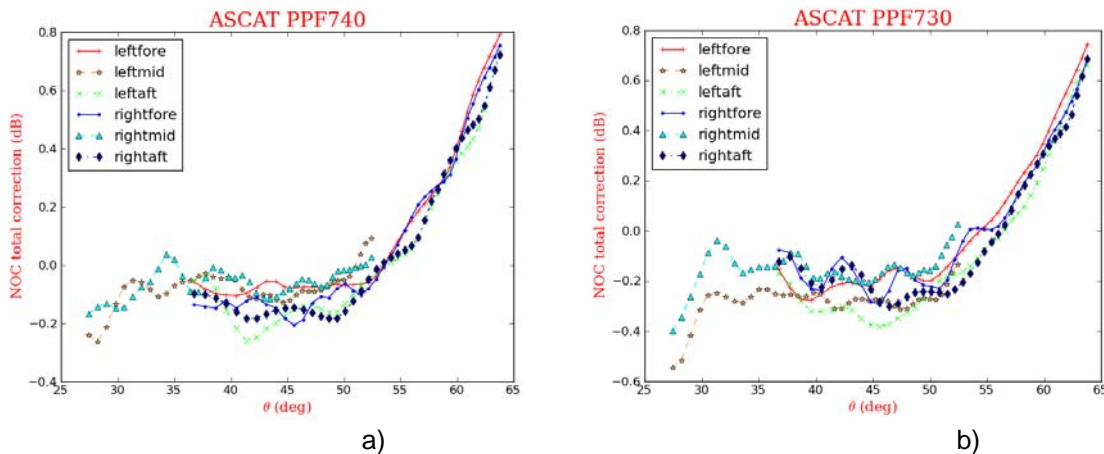 ASCAT PPF740
0.8
0.6
0.4
0.2
0.0
−0.2
−0.4
NOC total correction (dB)
leftfore
leftmid
leftaft
rightfore
rightmid
rightaft
25 30 35 40 45 50 55 60 65
θ (deg)
a)
ASCAT PPF730
0.8
0.6
0.4
0.2
0.0
−0.2
−0.4
−0.6
NOC total correction (dB)
leftfore
leftmid
leftaft
rightfore
rightmid
rightaft
25 30 35 40 45 50 55 60 65
θ (deg)
b)